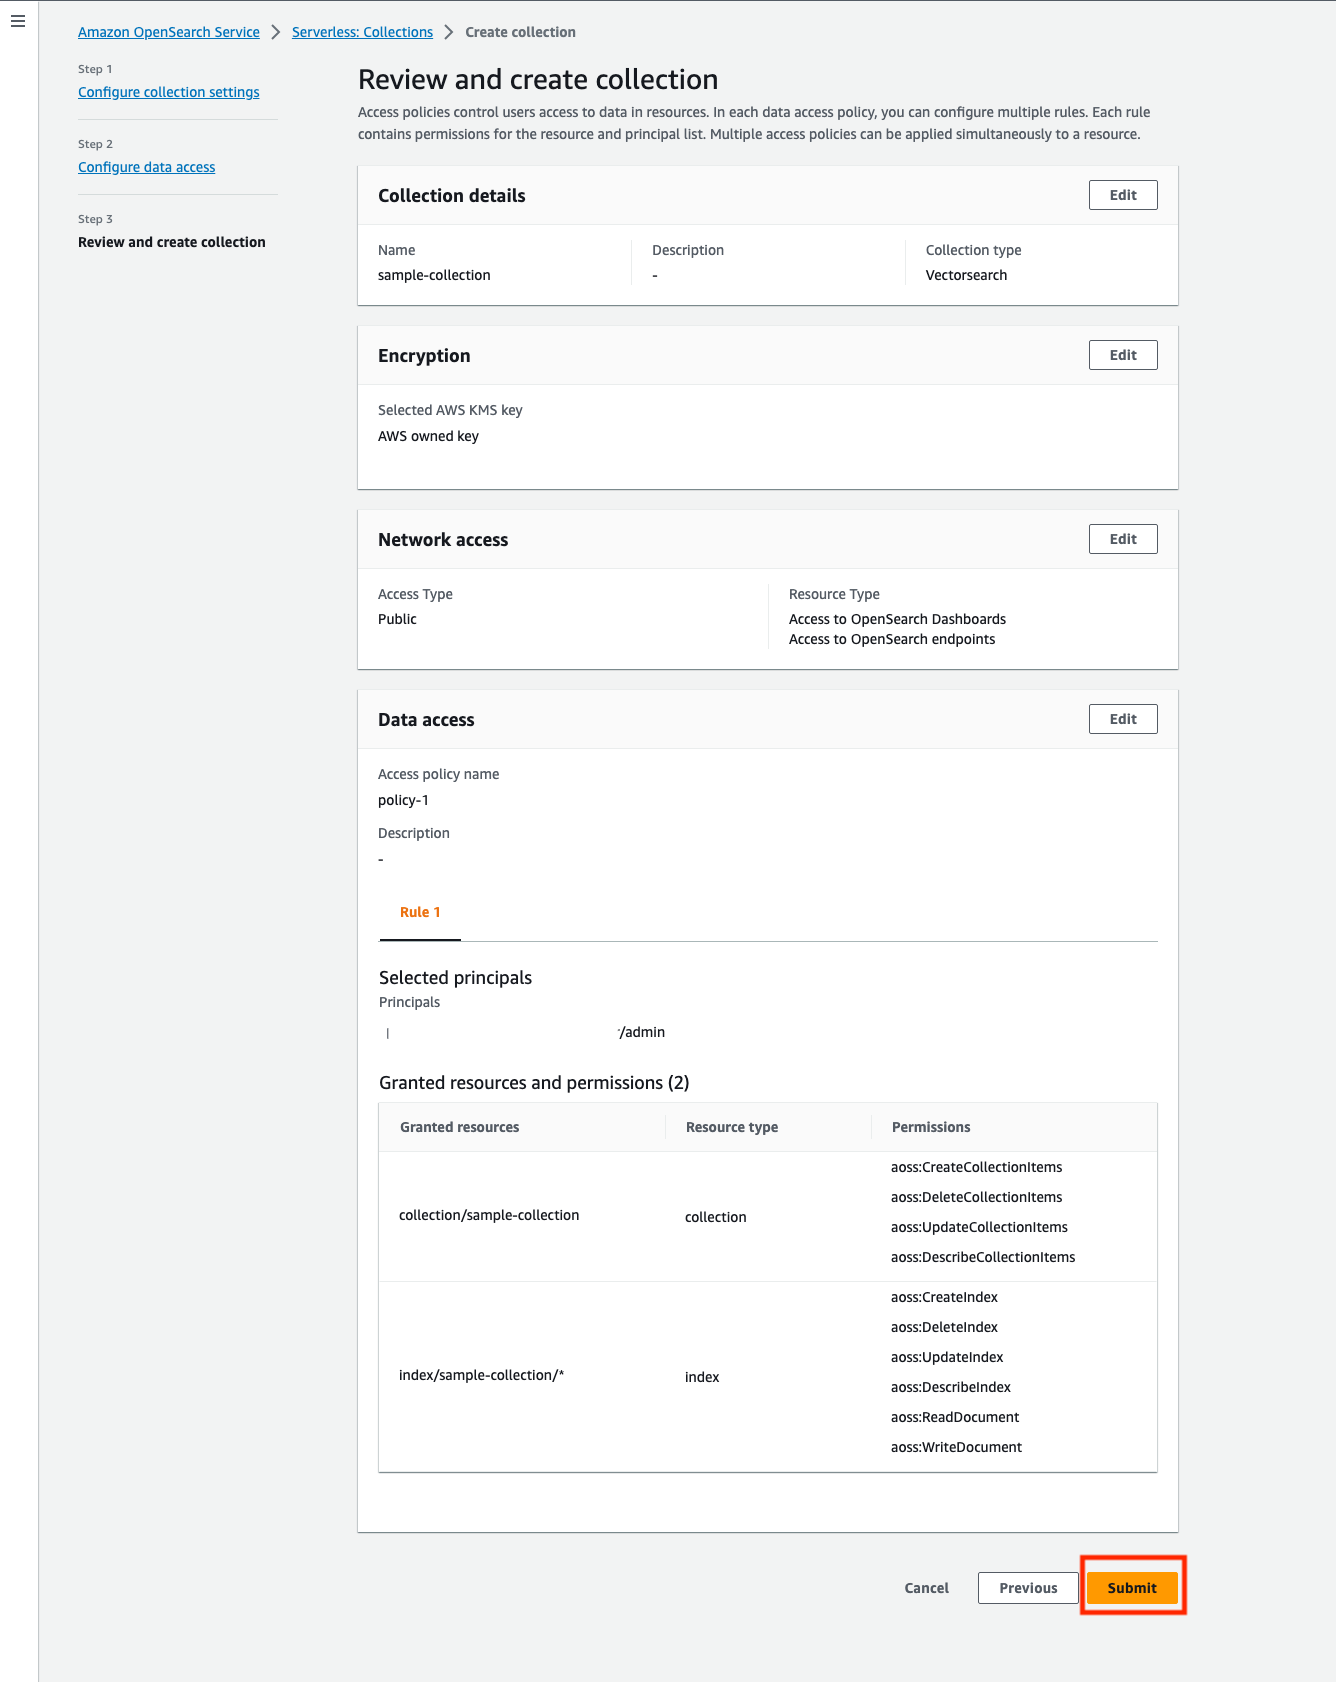 Amazon OpenSearch Service > Serverless: Collections > Create collection
Step 1
Configure collection settings
Step 2
Configure data access
Step 3
Review and create collection
Review and create collection
Access policies control users access to data in resources. In each data access policy, you can configure multiple rules. Each rule
contains permissions for the resource and principal list. Multiple access policies can be applied simultaneously to a resource.
Collection details
Edit
Name
sample-collection
Description
-
Collection type
Vectorsearch
Encryption
Edit
Selected AWS KMS key
AWS owned key
Network access
Edit
Access Type
Public
Resource Type
Access to OpenSearch Dashboards
Access to OpenSearch endpoints
Data access
Edit
Access policy name
policy-1
Description
-
Rule 1
Selected principals
Principals
/admin
Granted resources and permissions (2)
Granted resources Resource type Permissions
collection/sample-collection
collection
aoss:CreateCollectionItems
aoss:DeleteCollectionItems
aoss:UpdateCollectionItems
aoss:DescribeCollectionItems
index/sample-collection/*
index
aoss:CreateIndex
aoss:DeleteIndex
aoss:UpdateIndex
aoss:DescribeIndex
aoss:ReadDocument
aoss:WriteDocument
Cancel Previous Submit